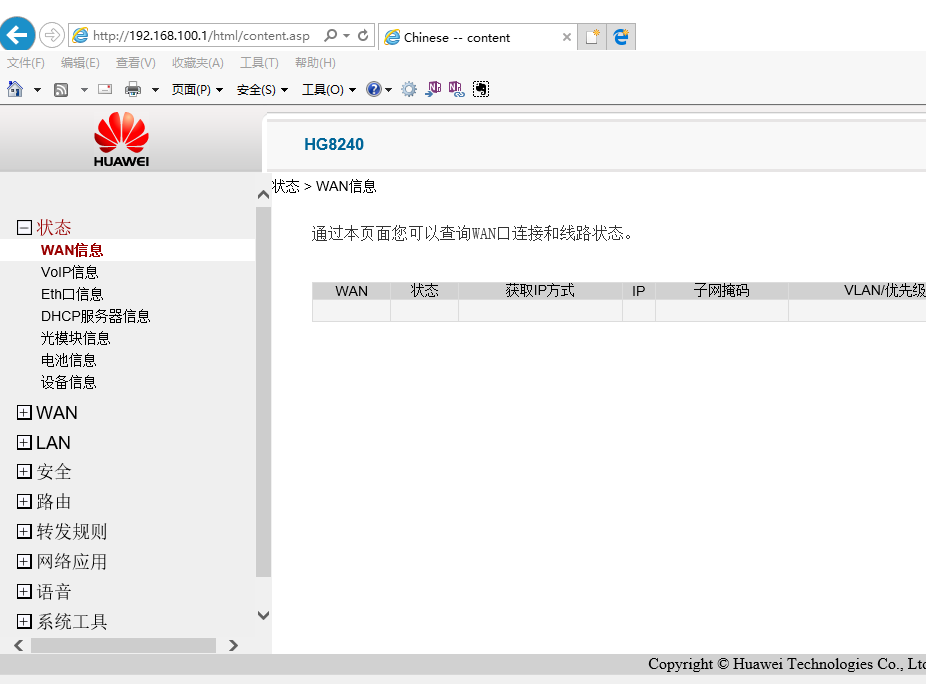 http://192.168.100.1/html/content.asp
Chinese -- content
文件(F) 编辑(E) 查看(V) 收藏夹(A) 工具(T) 帮助(H)
页面(P) 安全(S) 工具(O)
HUAWEI
HG8240
状态 > WAN信息
状态
WAN信息
VoIP信息
Eth口信息
DHCP服务器信息
光模块信息
电池信息
设备信息
WAN
LAN
安全
路由
转发规则
网络应用
语音
系统工具
通过本页面您可以查询WAN口连接和线路状态。
WAN 状态 获取IP方式 IP 子网掩码 VLAN/优先级
Copyright © Huawei Technologies Co., Ltd